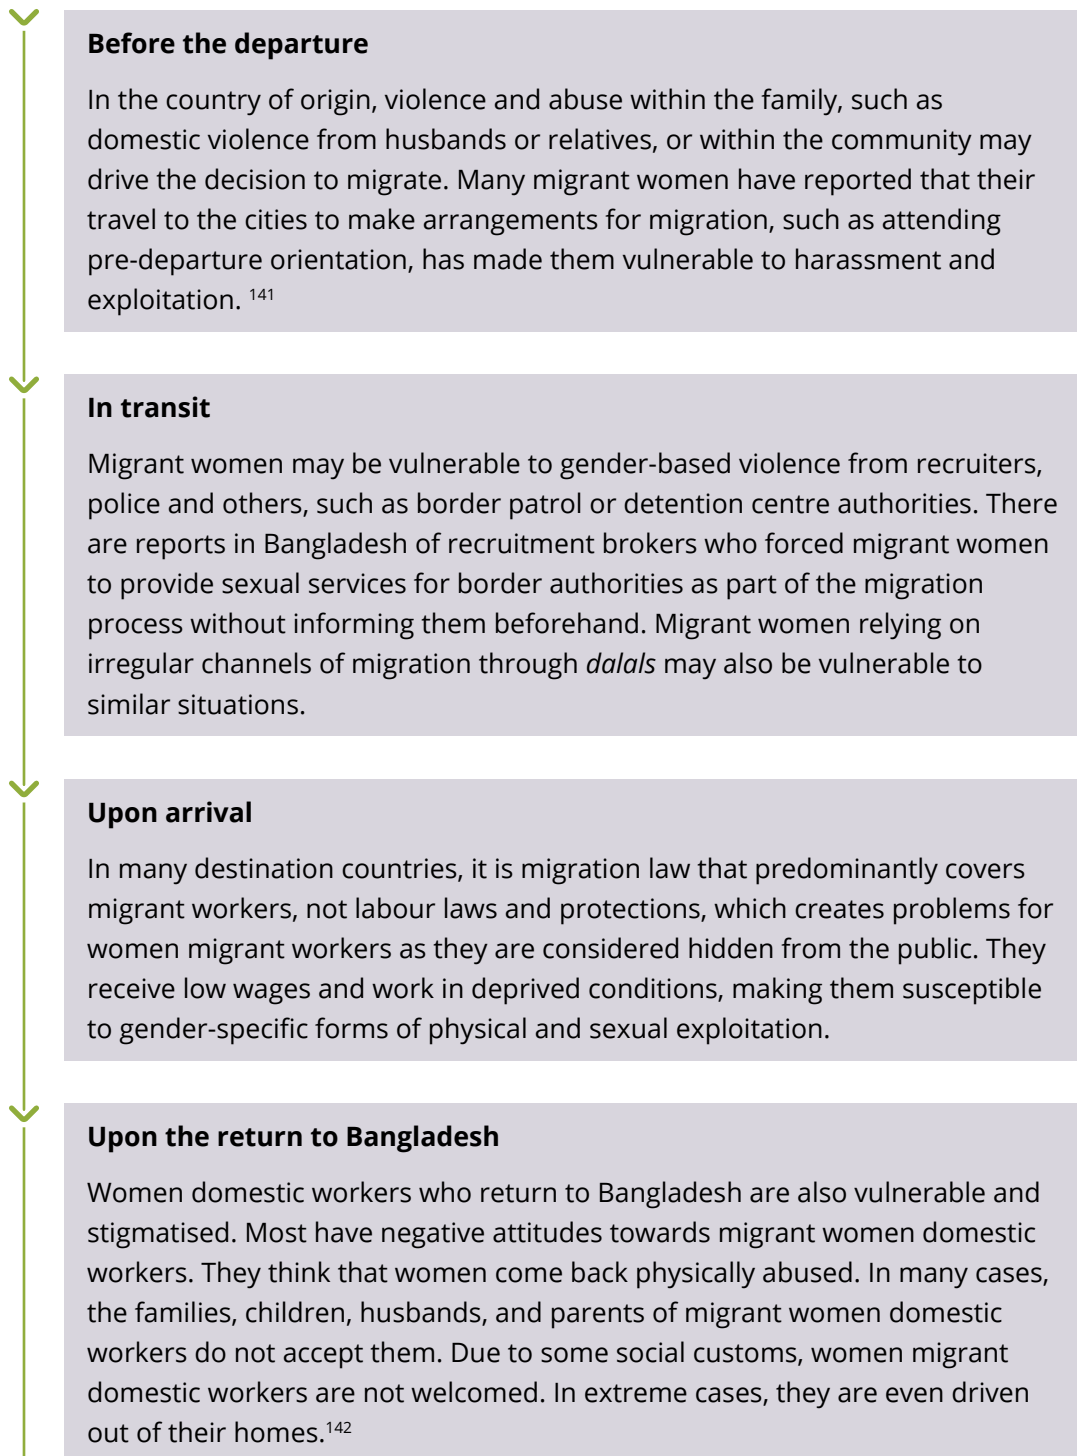 Before the departure
In the country of origin, violence and abuse within the family, such as
domestic violence from husbands or relatives, or within the community may
drive the decision to migrate. Many migrant women have reported that their
travel to the cities to make arrangements for migration, such as attending
pre-departure orientation, has made them vulnerable to harassment and
exploitation. 141
In transit
Migrant women may be vulnerable to gender-based violence from recruiters,
police and others, such as border patrol or detention centre authorities. There
are reports in Bangladesh of recruitment brokers who forced migrant women
to provide sexual services for border authorities as part of the migration
process without informing them beforehand. Migrant women relying on
irregular channels of migration through dalals may also be vulnerable to
similar situations.
Upon arrival
In many destination countries, it is migration law that predominantly covers
migrant workers, not labour laws and protections, which creates problems for
women migrant workers as they are considered hidden from the public. They
receive low wages and work in deprived conditions, making them susceptible
to gender-specific forms of physical and sexual exploitation.
Upon the return to Bangladesh
Women domestic workers who return to Bangladesh are also vulnerable and
stigmatised. Most have negative attitudes towards migrant women domestic
workers. They think that women come back physically abused. In many cases,
the families, children, husbands, and parents of migrant women domestic
workers do not accept them. Due to some social customs, women migrant
domestic workers are not welcomed. In extreme cases, they are even driven
out of their homes.142